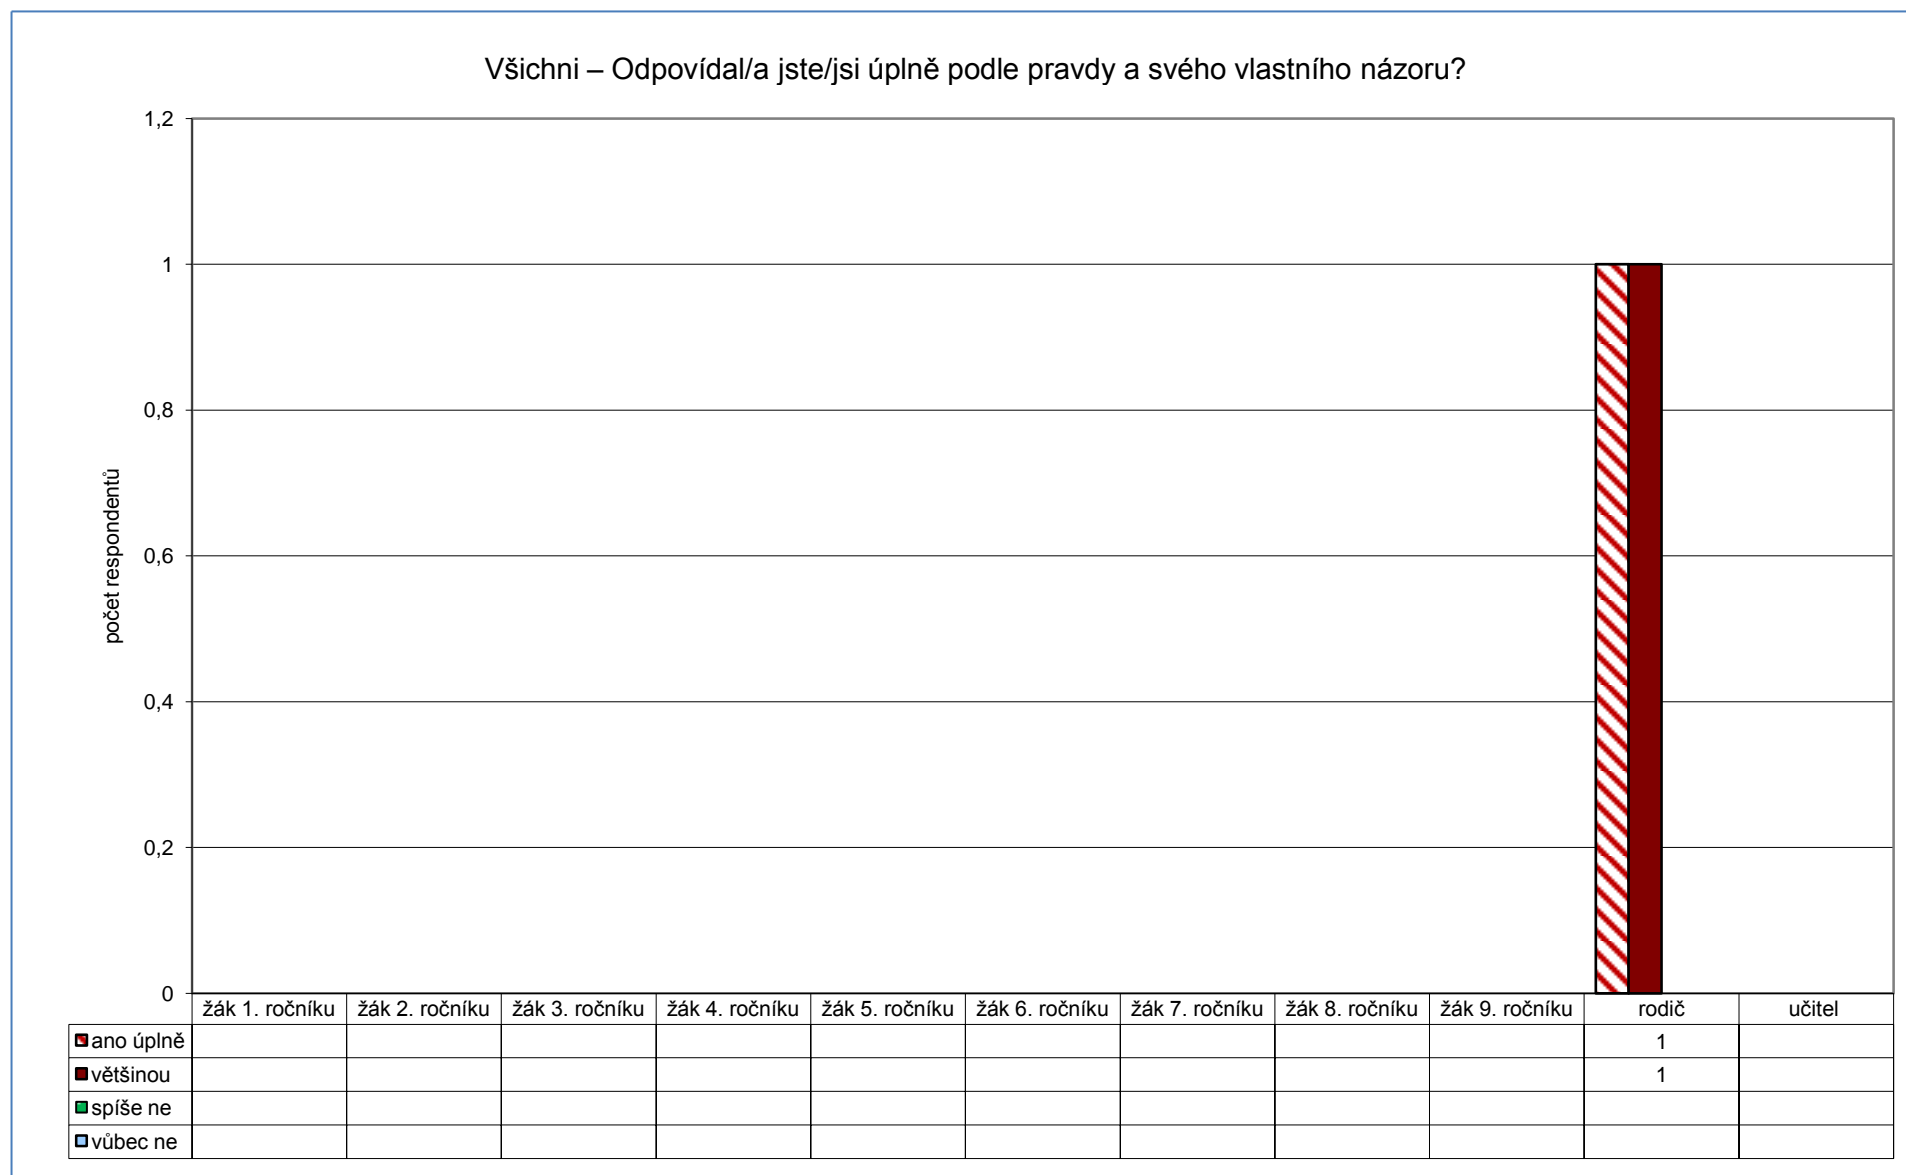 Všichni – Odpovídal/a jste/jsi úplně podle pravdy a svého vlastního názoru?
1,2
1
0,8
0,6
0,4
0,2
0
počet respondentů
žák 1. ročníku žák 2. ročníku žák 3. ročníku žák 4. ročníku žák 5. ročníku žák 6. ročníku žák 7. ročníku žák 8. ročníku žák 9. ročníku rodič učitel
ano úplně 1
většinou 1
spíše ne
vůbec ne